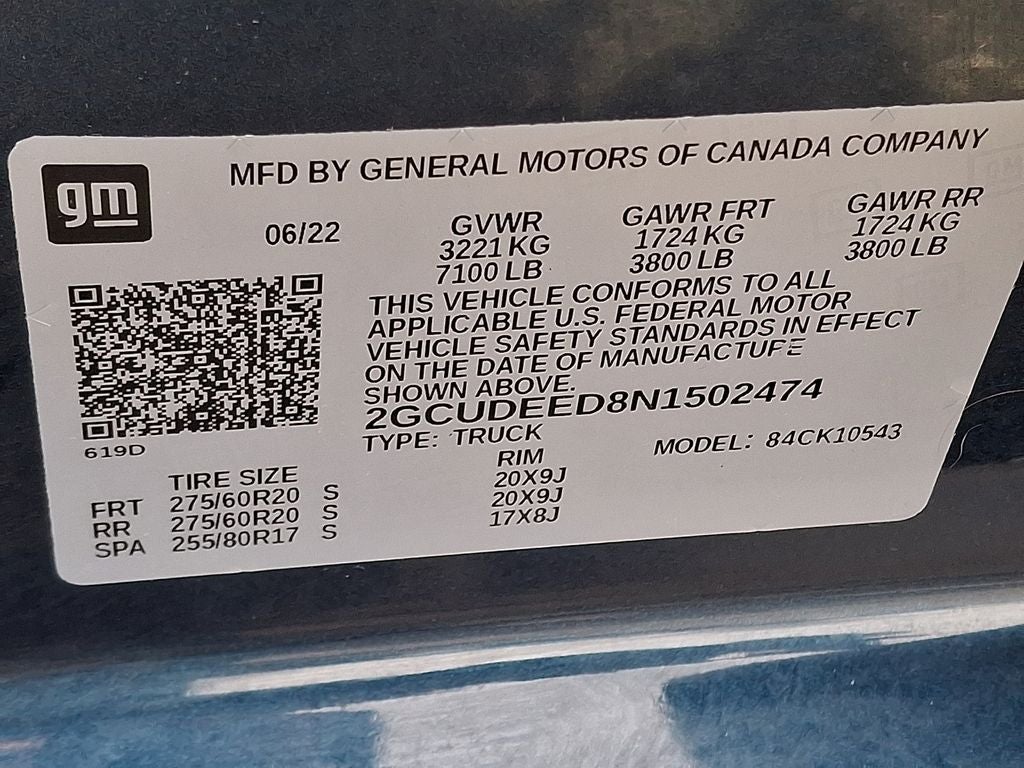 gm
MFD BY GENERAL MOTORS OF CANADA COMPANY
06/22
GVWR
3221 KG
7100 LB
GAWR FRT
1724 KG
3800 LB
GAWR RR
1724 KG
3800 LB
THIS VEHICLE CONFORMS TO ALL
APPLICABLE U.S. FEDERAL MOTOR
VEHICLE SAFETY STANDARDS IN EFFECT
ON THE DATE OF MANUFACTURE
SHOWN ABOVE.
2GCUDEED8N1502474
TYPE: TRUCK
MODEL: 84CK10543
619D
TIRE SIZE RIM
FRT 275/60R20 S 20X9J
RR 275/60R20 S 20X9J
SPA 255/80R17 S 17X8J